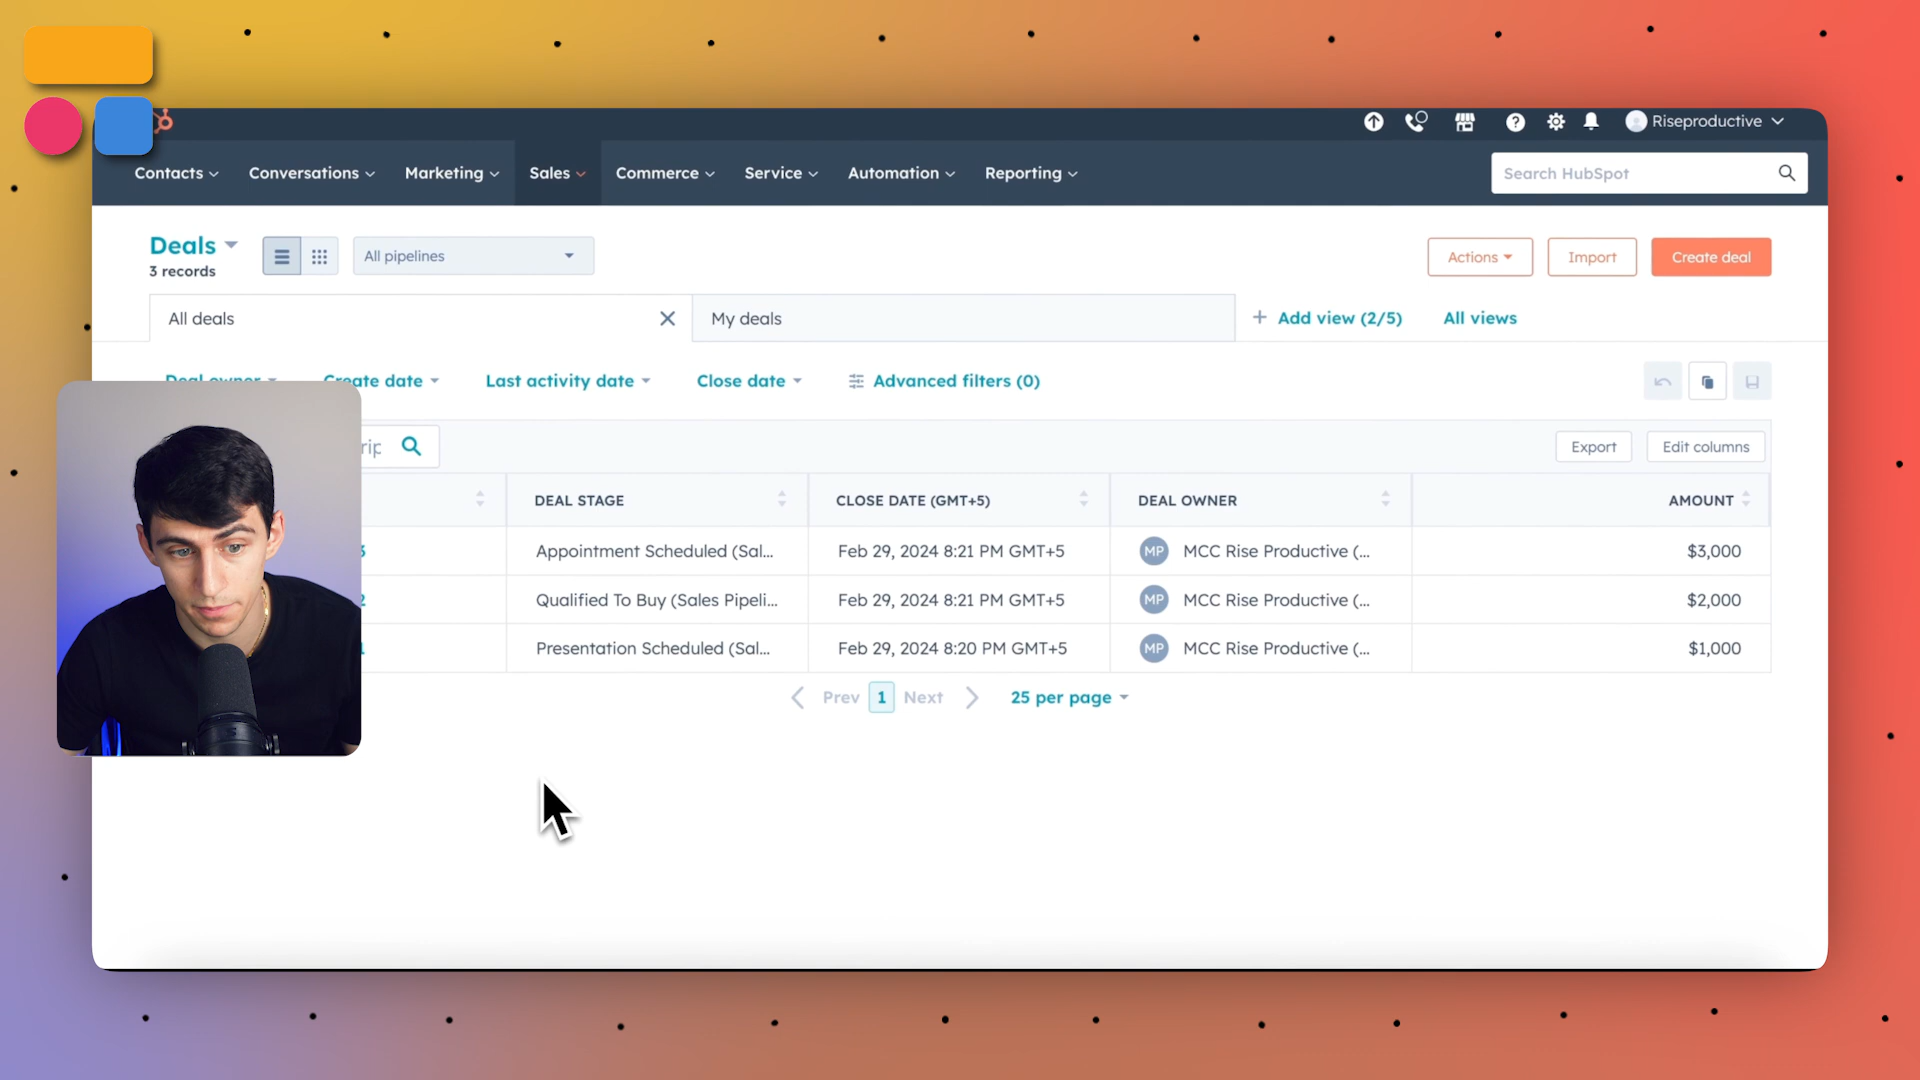 Riseproductive
Contacts Conversations Marketing Sales Commerce Service Automation Reporting Search HubSpot
Deals
3 records
All pipelines
Actions Import Create deal
All deals My deals + Add view (2/5) All views
Deal owner Create date Last activity date Close date Advanced filters (0)
Export Edit columns
DEAL STAGE CLOSE DATE (GMT+5) DEAL OWNER AMOUNT
3 Appointment Scheduled (Sal... Feb 29, 2024 8:21 PM GMT+5 MP MCC Rise Productive (... $3,000
2 Qualified To Buy (Sales Pipeli... Feb 29, 2024 8:21 PM GMT+5 MP MCC Rise Productive (... $2,000
1 Presentation Scheduled (Sal... Feb 29, 2024 8:20 PM GMT+5 MP MCC Rise Productive (... $1,000
Prev 1 Next 25 per page